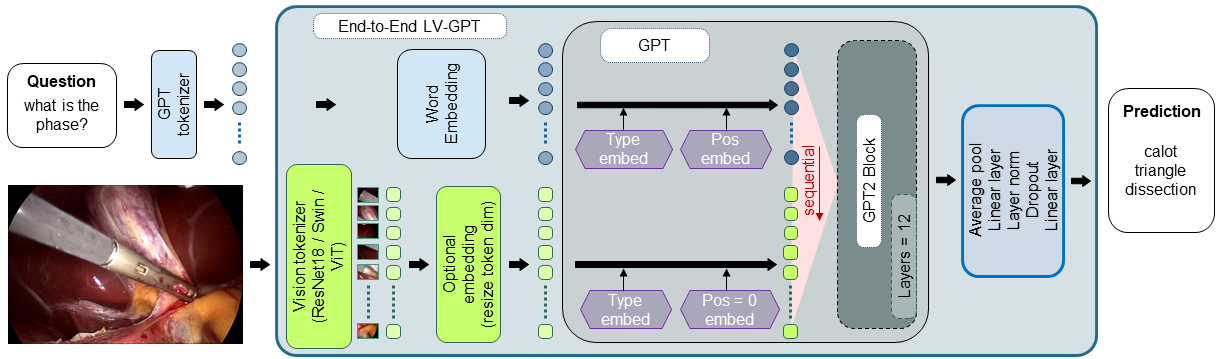 End-to-End LV-GPT
Question
what is the
phase?
GPT
tokenizer
Word
Embedding
GPT
Type
embed
Pos
embed
sequential
GPT2 Block
Layers = 12
Average pool
Linear layer
Layer norm
Dropout
Linear layer
Prediction
calot
triangle
dissection
Vision tokenizer
(ResNet18 / Swin /
ViT)
Optional
embedding
(resize token dim)
Type
embed
Pos = 0
embed